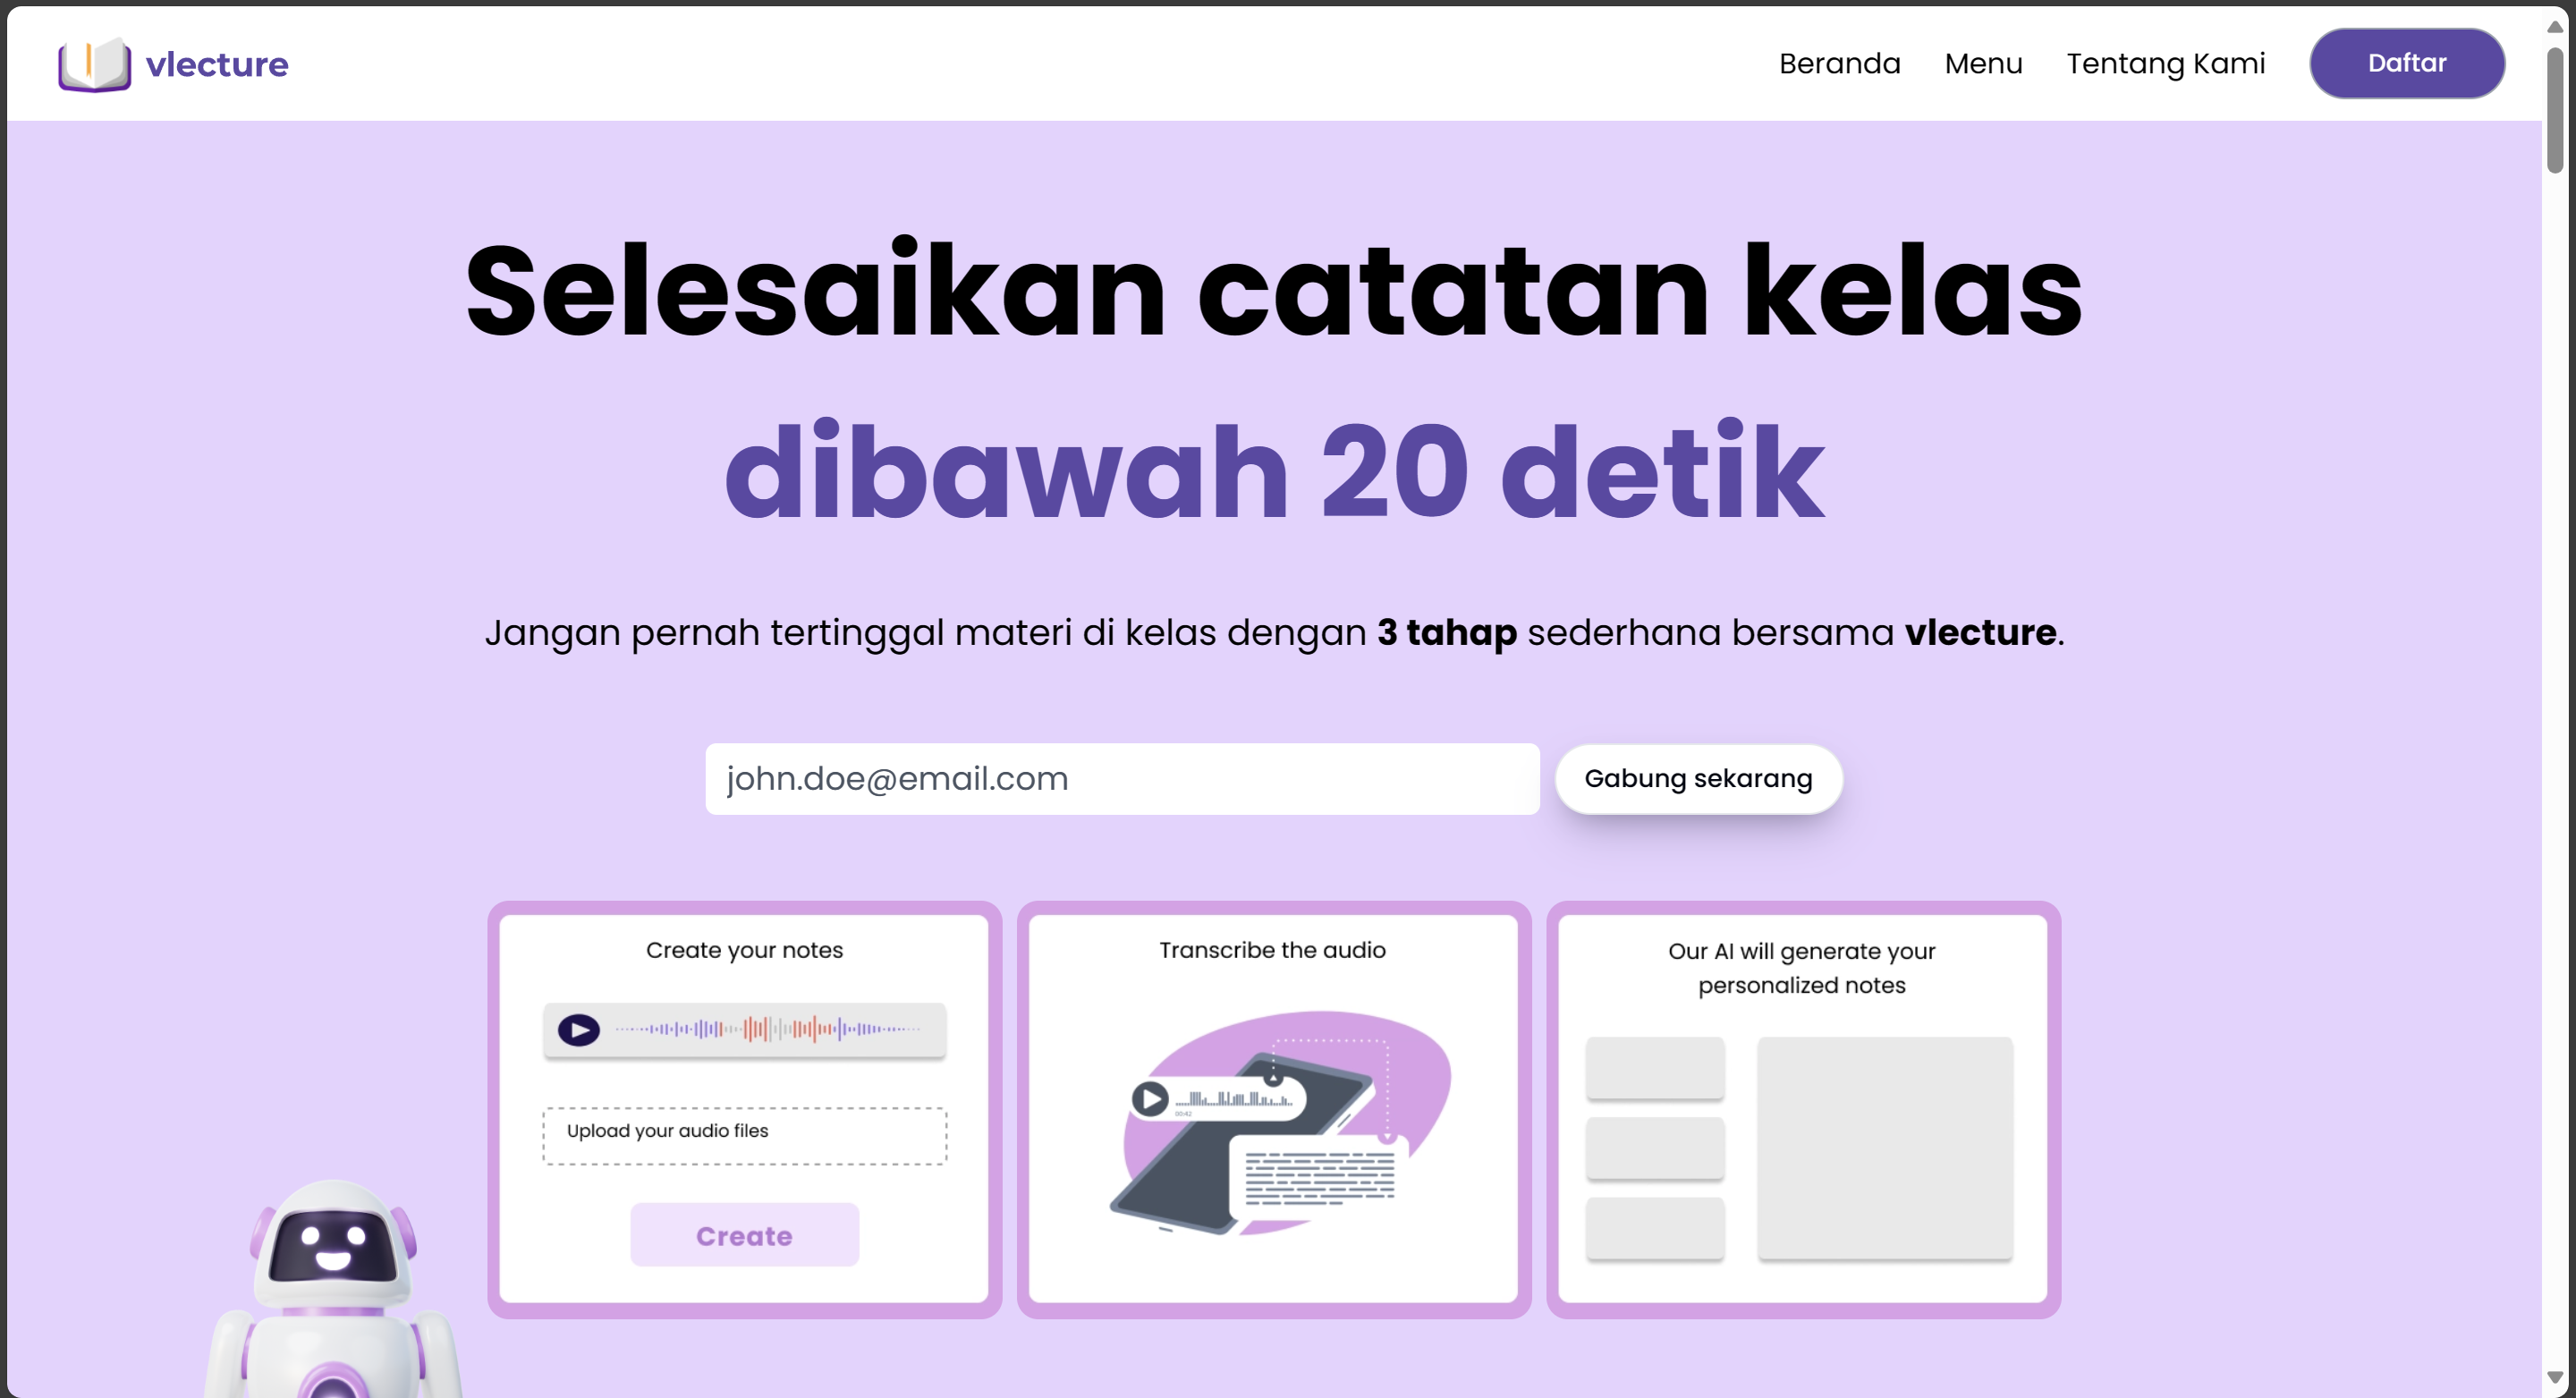 vlecture
Beranda
Menu
Tentang Kami
Daftar
Selesaikan catatan kelas
dibawah 20 detik
Jangan pernah tertinggal materi di kelas dengan 3 tahap sederhana bersama vlecture.
john.doe@email.com
Gabung sekarang
Create your notes
Upload your audio files
Create
Transcribe the audio
00:42
Our AI will generate your
personalized notes